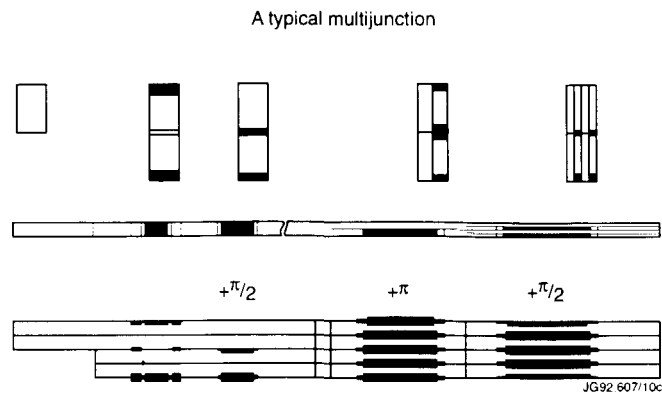 A typical multijunction
+π/2
+π
+π/2
JG92.607/10c